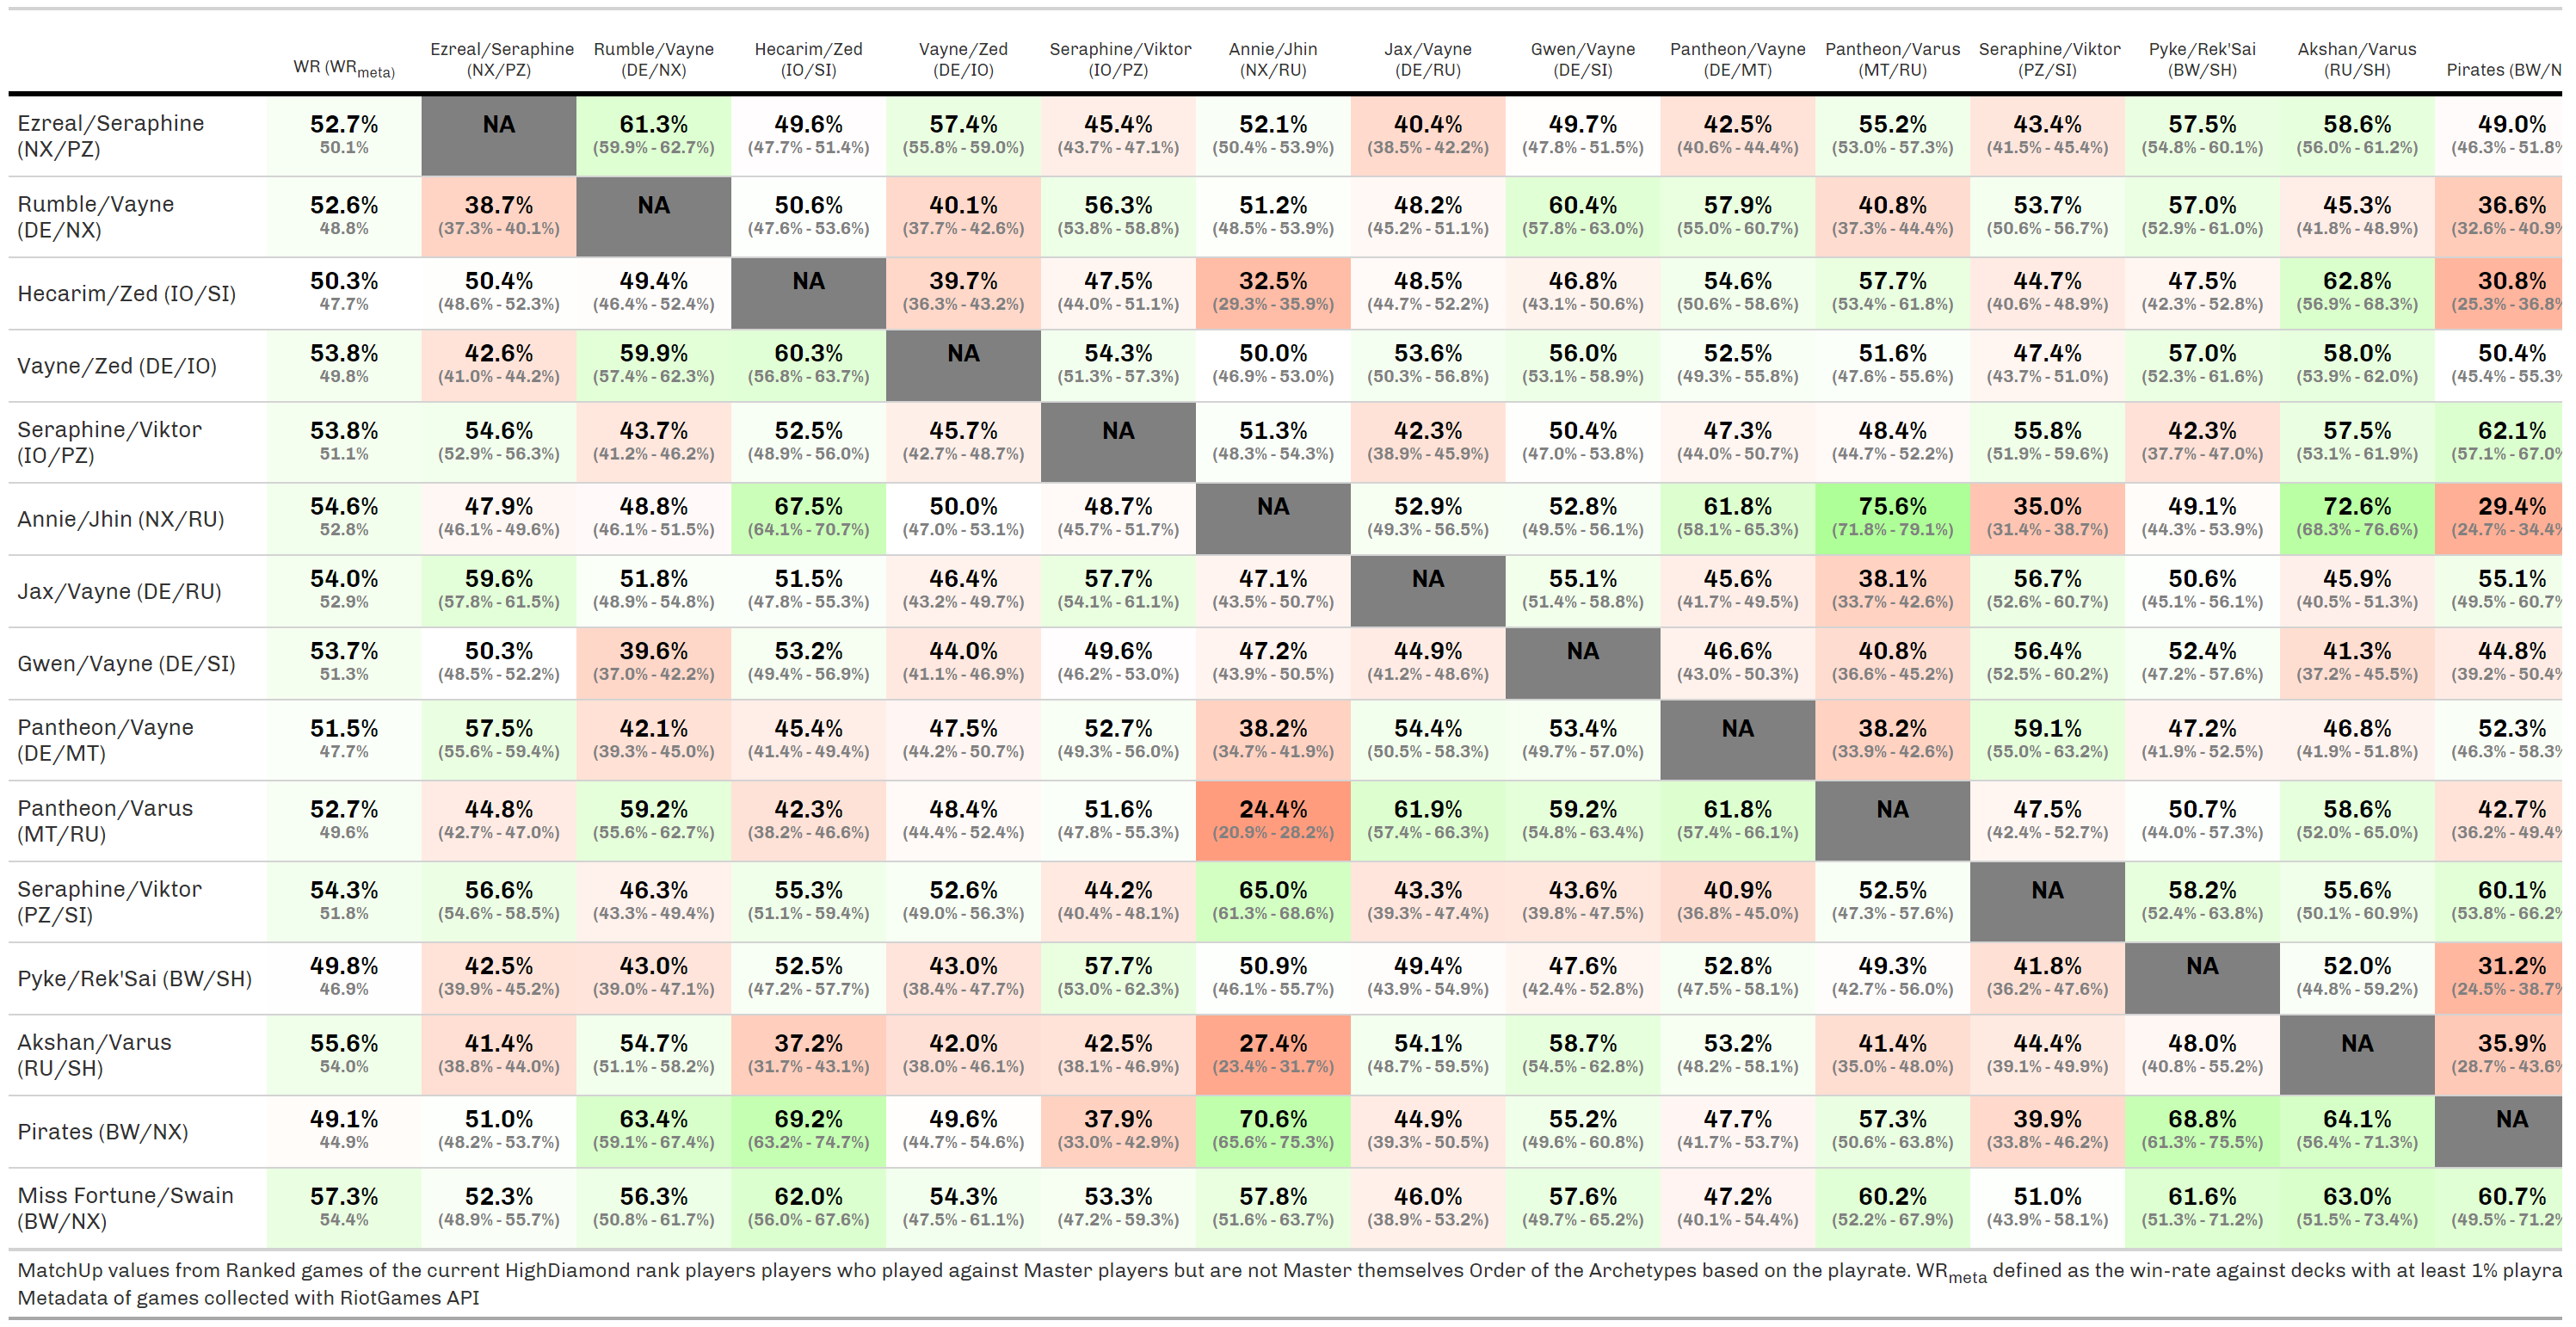 WR (WRmeta) Ezreal/Seraphine (NX/PZ) Rumble/Vayne (DE/NX) Hecarim/Zed (IO/SI) Vayne/Zed (DE/IO) Seraphine/Viktor (IO/PZ) Annie/Jhin (NX/RU) Jax/Vayne (DE/RU) Gwen/Vayne (DE/SI) Pantheon/Vayne (DE/MT) Pantheon/Varus (MT/RU) Seraphine/Viktor (PZ/SI) Pyke/Rek'Sai (BW/SH) Akshan/Varus (RU/SH) Pirates (BW/N
Ezreal/Seraphine 52.7% NA 61.3% 49.6% 57.4% 45.4% 52.1% 40.4% 49.7% 42.5% 55.2% 43.4% 57.5% 58.6% 49.0%
(NX/PZ) 50.1% (59.9% - 62.7%) (47.7% - 51.4%) (55.8% - 59.0%) (43.7% - 47.1%) (50.4% - 53.9%) (38.5% - 42.2%) (47.8% - 51.5%) (40.6% - 44.4%) (53.0% - 57.3%) (41.5% - 45.4%) (54.8% - 60.1%) (56.0% - 61.2%) (46.3% - 51.8%
Rumble/Vayne 52.6% 38.7% NA 50.6% 40.1% 56.3% 51.2% 48.2% 60.4% 57.9% 40.8% 53.7% 57.0% 45.3% 36.6%
(DE/NX) 48.8% (37.3% - 40.1%) (47.6% - 53.6%) (37.7% - 42.6%) (53.8% - 58.8%) (48.5% - 53.9%) (45.2% - 51.1%) (57.8% - 63.0%) (55.0% - 60.7%) (37.3% - 44.4%) (50.6% - 56.7%) (52.9% - 61.0%) (41.8% - 48.9%) (32.6% - 40.9%
Hecarim/Zed (IO/SI) 50.3% 50.4% 49.4% NA 39.7% 47.5% 32.5% 48.5% 46.8% 54.6% 57.7% 44.7% 47.5% 62.8% 30.8%
47.7% (48.6% - 52.3%) (46.4% - 52.4%) (36.3% - 43.2%) (44.0% - 51.1%) (29.3% - 35.9%) (44.7% - 52.2%) (43.1% - 50.6%) (50.6% - 58.6%) (53.4% - 61.8%) (40.6% - 48.9%) (42.3% - 52.8%) (56.9% - 68.3%) (25.3% - 36.8%
Vayne/Zed (DE/IO) 53.8% 42.6% 59.9% 60.3% NA 54.3% 50.0% 53.6% 56.0% 52.5% 51.6% 47.4% 57.0% 58.0% 50.4%
49.8% (41.0% - 44.2%) (57.4% - 62.3%) (56.8% - 63.7%) (51.3% - 57.3%) (46.9% - 53.0%) (50.3% - 56.8%) (53.1% - 58.9%) (49.3% - 55.8%) (47.6% - 55.6%) (43.7% - 51.0%) (52.3% - 61.6%) (53.9% - 62.0%) (45.4% - 55.3%
Seraphine/Viktor 53.8% 54.6% 43.7% 52.5% 45.7% NA 51.3% 42.3% 50.4% 47.3% 48.4% 55.8% 42.3% 57.5% 62.1%
(IO/PZ) 51.1% (52.9% - 56.3%) (41.2% - 46.2%) (48.9% - 56.0%) (42.7% - 48.7%) (48.3% - 54.3%) (38.9% - 45.9%) (47.0% - 53.8%) (44.0% - 50.7%) (44.7% - 52.2%) (51.9% - 59.6%) (37.7% - 47.0%) (53.1% - 61.9%) (57.1% - 67.0%
Annie/Jhin (NX/RU) 54.6% 47.9% 48.8% 67.5% 50.0% 48.7% NA 52.9% 52.8% 61.8% 75.6% 35.0% 49.1% 72.6% 29.4%
52.8% (46.1% - 49.6%) (46.1% - 51.5%) (64.1% - 70.7%) (47.0% - 53.1%) (45.7% - 51.7%) (49.3% - 56.5%) (49.5% - 56.1%) (58.1% - 65.3%) (71.8% - 79.1%) (31.4% - 38.7%) (44.3% - 53.9%) (68.3% - 76.6%) (24.7% - 34.4%
Jax/Vayne (DE/RU) 54.0% 59.6% 51.8% 51.5% 46.4% 57.7% 47.1% NA 55.1% 45.6% 38.1% 56.7% 50.6% 45.9% 55.1%
52.9% (57.8% - 61.5%) (48.9% - 54.8%) (47.8% - 55.3%) (43.2% - 49.7%) (54.1% - 61.1%) (43.5% - 50.7%) (51.4% - 58.8%) (41.7% - 49.5%) (33.7% - 42.6%) (52.6% - 60.7%) (45.1% - 56.1%) (40.5% - 51.3%) (49.5% - 60.7%
Gwen/Vayne (DE/SI) 53.7% 50.3% 39.6% 53.2% 44.0% 49.6% 47.2% 44.9% NA 46.6% 40.8% 56.4% 52.4% 41.3% 44.8%
51.3% (48.5% - 52.2%) (37.0% - 42.2%) (49.4% - 56.9%) (41.1% - 46.9%) (46.2% - 53.0%) (43.9% - 50.5%) (41.2% - 48.6%) (43.0% - 50.3%) (36.6% - 45.2%) (52.5% - 60.2%) (47.2% - 57.6%) (37.2% - 45.5%) (39.2% - 50.4%
Pantheon/Vayne 51.5% 57.5% 42.1% 45.4% 47.5% 52.7% 38.2% 54.4% 53.4% NA 38.2% 59.1% 47.2% 46.8% 52.3%
(DE/MT) 47.7% (55.6% - 59.4%) (39.3% - 45.0%) (41.4% - 49.4%) (44.2% - 50.7%) (49.3% - 56.0%) (34.7% - 41.9%) (50.5% - 58.3%) (49.7% - 57.0%) (33.9% - 42.6%) (55.0% - 63.2%) (41.9% - 52.5%) (41.9% - 51.8%) (46.3% - 58.3%
Pantheon/Varus 52.7% 44.8% 59.2% 42.3% 48.4% 51.6% 24.4% 61.9% 59.2% 61.8% NA 47.5% 50.7% 58.6% 42.7%
(MT/RU) 49.6% (42.7% - 47.0%) (55.6% - 62.7%) (38.2% - 46.6%) (44.4% - 52.4%) (47.8% - 55.3%) (20.9% - 28.2%) (57.4% - 66.3%) (54.8% - 63.4%) (57.4% - 66.1%) (42.4% - 52.7%) (44.0% - 57.3%) (52.0% - 65.0%) (36.2% - 49.4%
Seraphine/Viktor 54.3% 56.6% 46.3% 55.3% 52.6% 44.2% 65.0% 43.3% 43.6% 40.9% 52.5% NA 58.2% 55.6% 60.1%
(PZ/SI) 51.8% (54.6% - 58.5%) (43.3% - 49.4%) (51.1% - 59.4%) (49.0% - 56.3%) (40.4% - 48.1%) (61.3% - 68.6%) (39.3% - 47.4%) (39.8% - 47.5%) (36.8% - 45.0%) (47.3% - 57.6%) (52.4% - 63.8%) (50.1% - 60.9%) (53.8% - 66.2%
Pyke/Rek'Sai (BW/SH) 49.8% 42.5% 43.0% 52.5% 43.0% 57.7% 50.9% 49.4% 47.6% 52.8% 49.3% 41.8% NA 52.0% 31.2%
46.9% (39.9% - 45.2%) (39.0% - 47.1%) (47.2% - 57.7%) (38.4% - 47.7%) (53.0% - 62.3%) (46.1% - 55.7%) (43.9% - 54.9%) (42.4% - 52.8%) (47.5% - 58.1%) (42.7% - 56.0%) (36.2% - 47.6%) (44.8% - 59.2%) (24.5% - 38.7%
Akshan/Varus 55.6% 41.4% 54.7% 37.2% 42.0% 42.5% 27.4% 54.1% 58.7% 53.2% 41.4% 44.4% 48.0% NA 35.9%
(RU/SH) 54.0% (38.8% - 44.0%) (51.1% - 58.2%) (31.7% - 43.1%) (38.0% - 46.1%) (38.1% - 46.9%) (23.4% - 31.7%) (48.7% - 59.5%) (54.5% - 62.8%) (48.2% - 58.1%) (35.0% - 48.0%) (39.1% - 49.9%) (40.8% - 55.2%) (28.7% - 43.6%
Pirates (BW/NX) 49.1% 51.0% 63.4% 69.2% 49.6% 37.9% 70.6% 44.9% 55.2% 47.7% 57.3% 39.9% 68.8% 64.1% NA
44.9% (48.2% - 53.7%) (59.1% - 67.4%) (63.2% - 74.7%) (44.7% - 54.6%) (33.0% - 42.9%) (65.6% - 75.3%) (39.3% - 50.5%) (49.6% - 60.8%) (41.7% - 53.7%) (50.6% - 63.8%) (33.8% - 46.2%) (61.3% - 75.5%) (56.4% - 71.3%)
Miss Fortune/Swain 57.3% 52.3% 56.3% 62.0% 54.3% 53.3% 57.8% 46.0% 57.6% 47.2% 60.2% 51.0% 61.6% 63.0% 60.7%
(BW/NX) 54.4% (48.9% - 55.7%) (50.8% - 61.7%) (56.0% - 67.6%) (47.5% - 61.1%) (47.2% - 59.3%) (51.6% - 63.7%) (38.9% - 53.2%) (49.7% - 65.2%) (40.1% - 54.4%) (52.2% - 67.9%) (43.9% - 58.1%) (51.3% - 71.2%) (51.5% - 73.4%) (49.5% - 71.2%
MatchUp values from Ranked games of the current HighDiamond rank players players who played against Master players but are not Master themselves Order of the Archetypes based on the playrate. WRmeta defined as the win-rate against decks with at least 1% playra
Metadata of games collected with RiotGames API